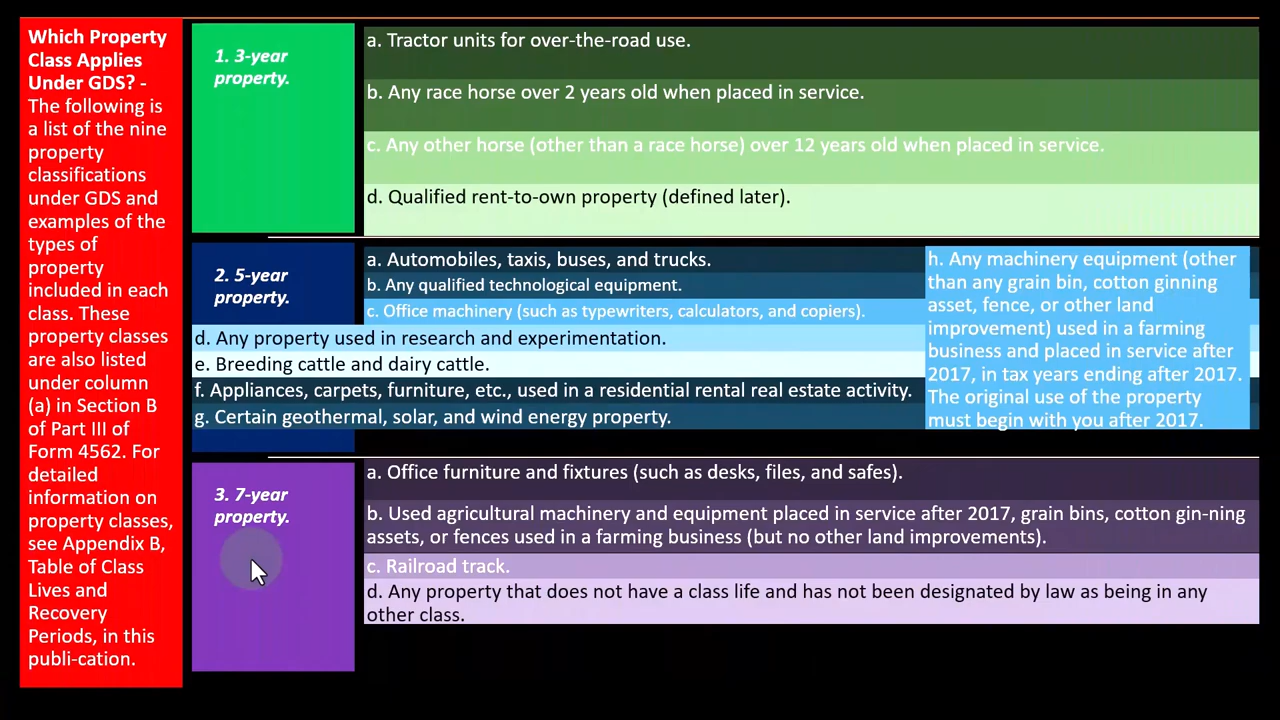 Which Property
Class Applies
Under GDS? -
The following is
a list of the nine
property
classifications
under GDS and
examples of the
types of
property
included in each
class. These
property classes
are also listed
under column
(a) in Section B
of Part III of
Form 4562. For
detailed
information on
property classes,
see Appendix B,
Table of Class
Lives and
Recovery
Periods, in this
publi-cation.
1. 3-year
property.
a. Tractor units for over-the-road use.
b. Any race horse over 2 years old when placed in service.
c. Any other horse (other than a race horse) over 12 years old when placed in service.
d. Qualified rent-to-own property (defined later).
2. 5-year
property.
a. Automobiles, taxis, buses, and trucks.
b. Any qualified technological equipment.
c. Office machinery (such as typewriters, calculators, and copiers).
d. Any property used in research and experimentation.
e. Breeding cattle and dairy cattle.
f. Appliances, carpets, furniture, etc., used in a residential rental real estate activity.
g. Certain geothermal, solar, and wind energy property.
h. Any machinery equipment (other
than any grain bin, cotton ginning
asset, fence, or other land
improvement) used in a farming
business and placed in service after
2017, in tax years ending after 2017.
The original use of the property
must begin with you after 2017.
3. 7-year
property.
a. Office furniture and fixtures (such as desks, files, and safes).
b. Used agricultural machinery and equipment placed in service after 2017, grain bins, cotton gin-ning
assets, or fences used in a farming business (but no other land improvements).
c. Railroad track.
d. Any property that does not have a class life and has not been designated by law as being in any
other class.